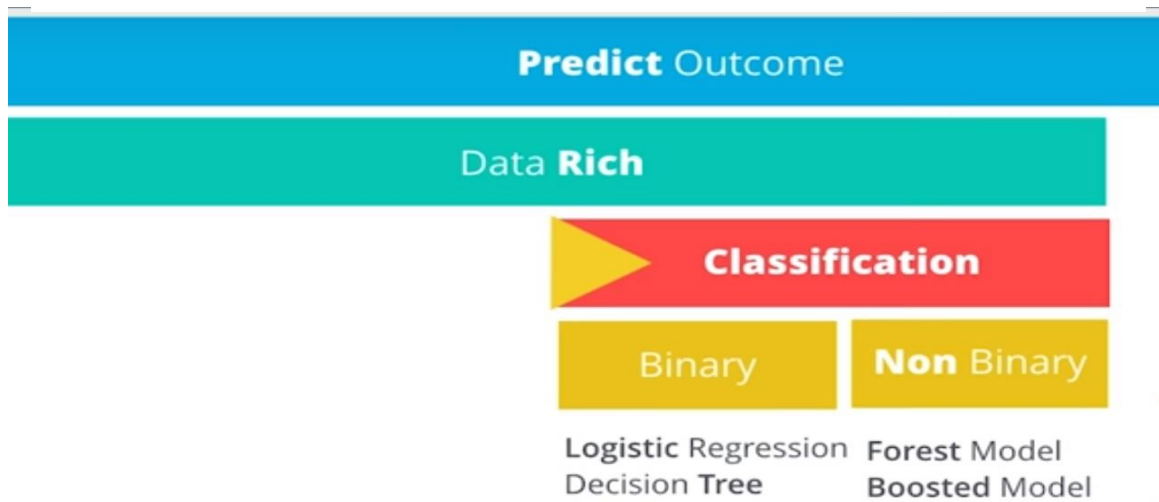 Predict Outcome
Data Rich
Classification
Binary
Non Binary
Logistic Regression
Decision Tree
Forest Model
Boosted Model